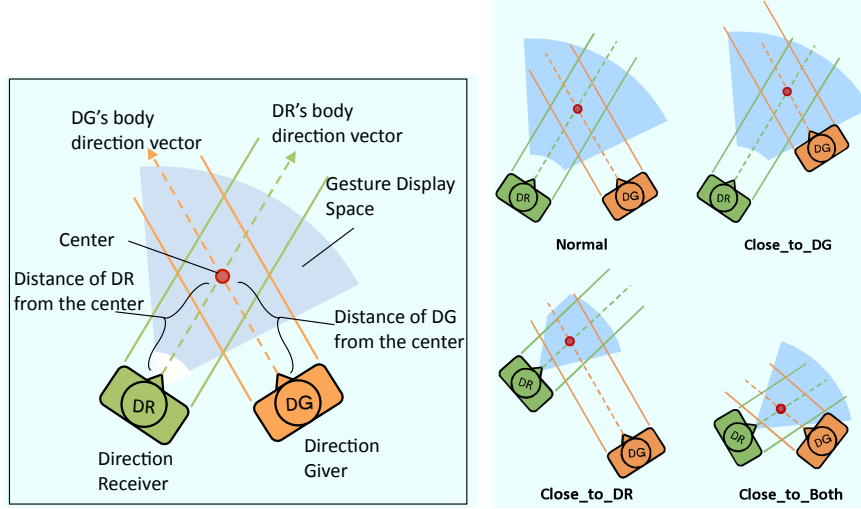 DG's body
direction vector
DR's body
direction vector
Gesture Display
Space
Center
Distance of DR
from the center
Distance of DG
from the center
DR
DG
Direction
Receiver
Direction
Giver
DR
DG
Normal
DR
DG
Close_to_DG
DR
DG
Close_to_DR
DR
DG
Close_to_Both